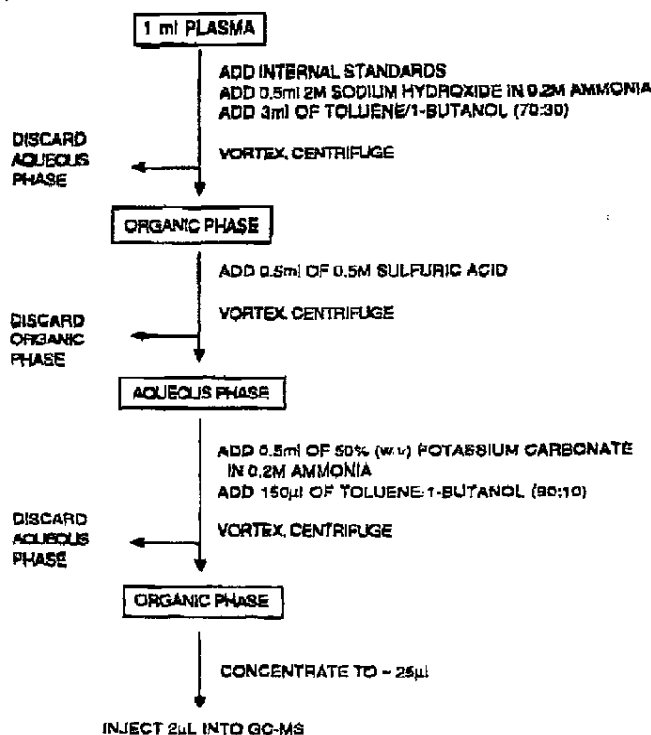 1 ml PLASMA
ADD INTERNAL STANDARDS
ADD 0.5ml 2M SODIUM HYDROXIDE IN 0.2M AMMONIA
ADD 3ml OF TOLUENE/1-BUTANOL (70:30)
DISCARD
AQUEOUS
PHASE
VORTEX, CENTRIFUGE
ORGANIC PHASE
ADD 0.5ml OF 0.5M SULFURIC ACID
DISCARD
ORGANIC
PHASE
VORTEX, CENTRIFUGE
AQUEOUS PHASE
ADD 0.5ml OF 50% (w:v) POTASSIUM CARBONATE
IN 0.2M AMMONIA
ADD 150µl OF TOLUENE:1-BUTANOL (90:10)
DISCARD
AQUEOUS
PHASE
VORTEX, CENTRIFUGE
ORGANIC PHASE
CONCENTRATE TO ~ 25µl
INJECT 2µL INTO GC-MS